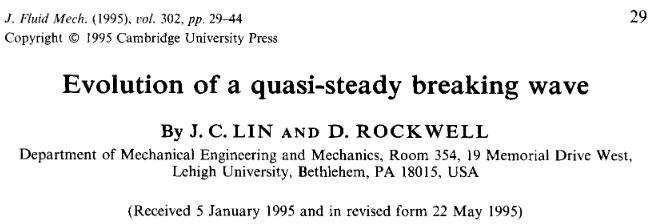 J. Fluid Mech. (1995), vol. 302, pp. 29–44
29
Copyright © 1995 Cambridge University Press
Evolution of a quasi-steady breaking wave
By J. C. LIN AND D. ROCKWELL
Department of Mechanical Engineering and Mechanics, Room 354, 19 Memorial Drive West,
Lehigh University, Bethlehem, PA 18015, USA
(Received 5 January 1995 and in revised form 22 May 1995)